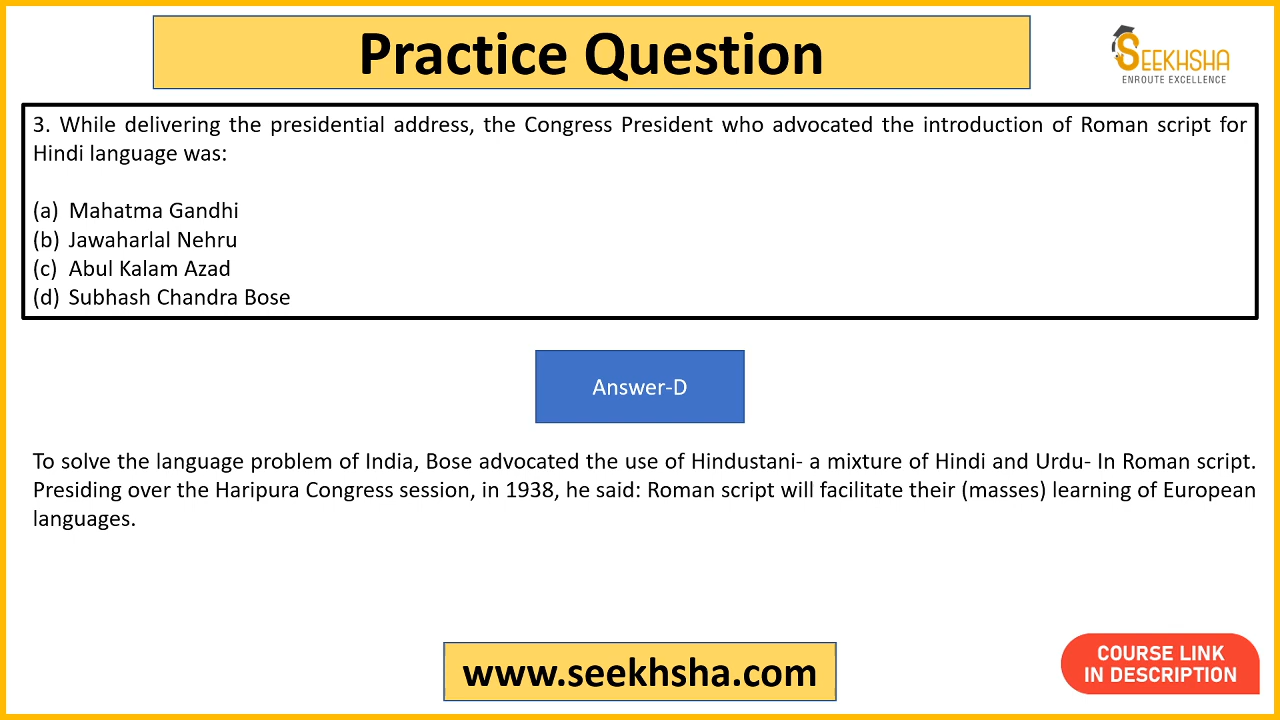 Practice Question
SEEKHSHA
ENROUTE EXCELLENCE
3. While delivering the presidential address, the Congress President who advocated the introduction of Roman script for
Hindi language was:
(a) Mahatma Gandhi
(b) Jawaharlal Nehru
(c) Abul Kalam Azad
(d) Subhash Chandra Bose
Answer-D
To solve the language problem of India, Bose advocated the use of Hindustani- a mixture of Hindi and Urdu- In Roman script.
Presiding over the Haripura Congress session, in 1938, he said: Roman script will facilitate their (masses) learning of European
languages.
www.seekhsha.com
COURSE LINK
IN DESCRIPTION